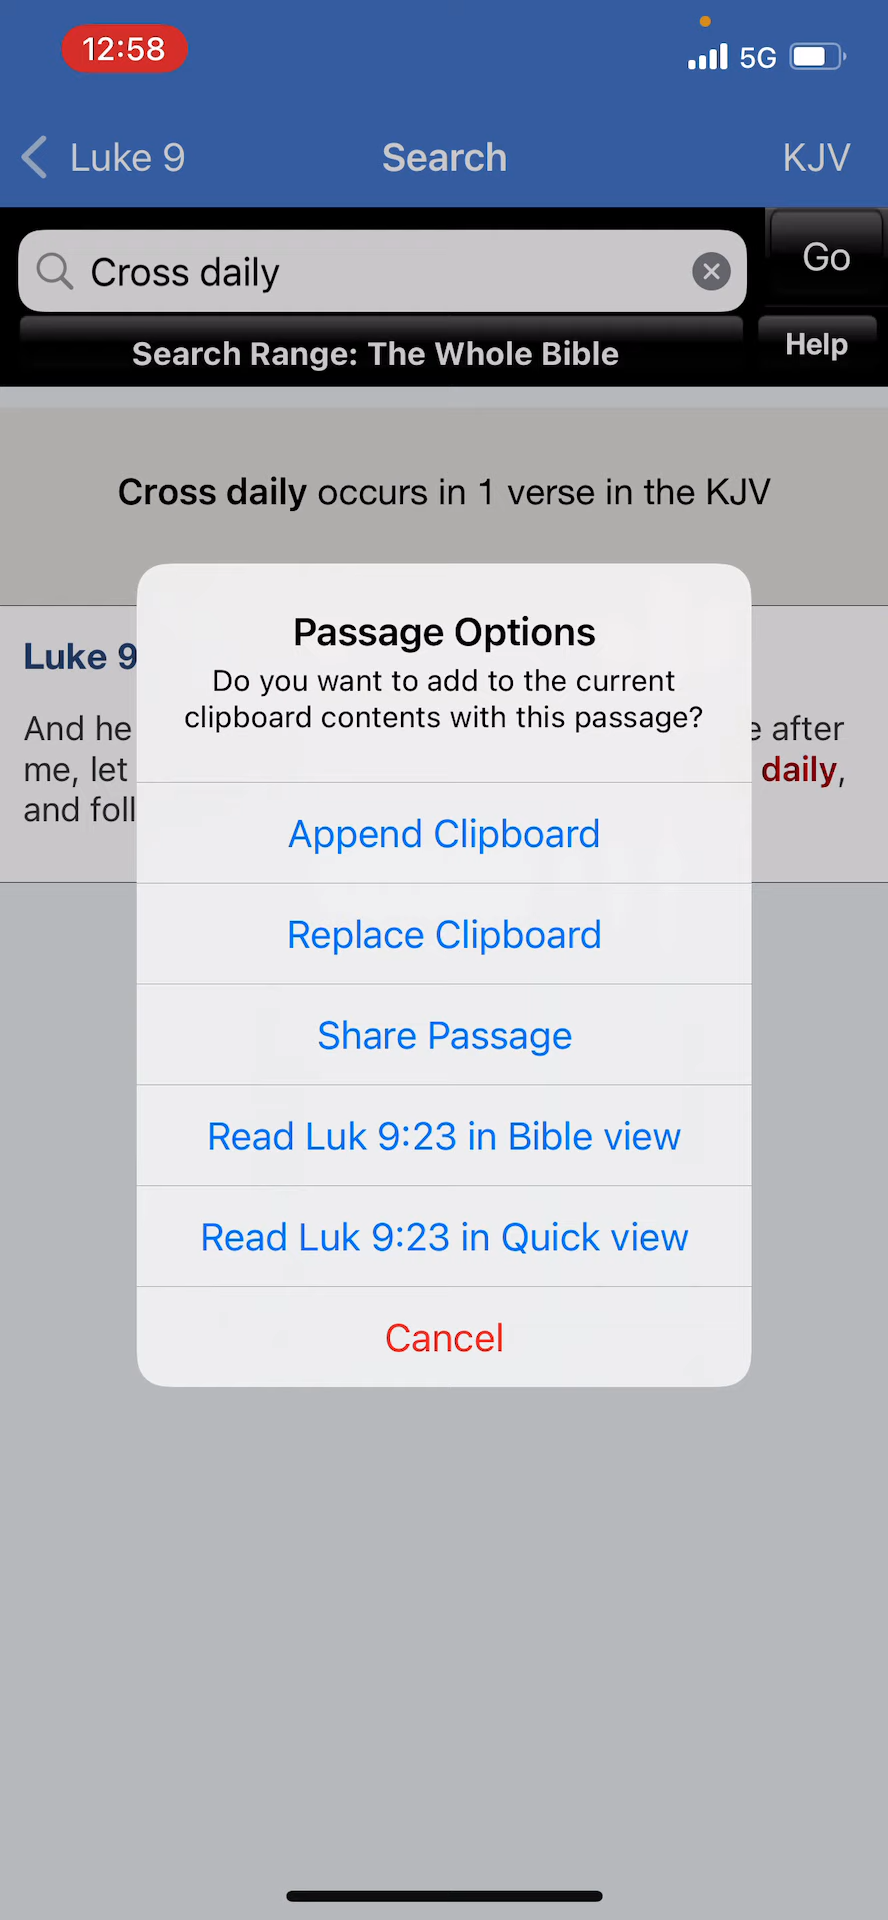 12:58
5G
Luke 9
Search
KJV
Cross daily
Go
Search Range: The Whole Bible
Help
Cross daily occurs in 1 verse in the KJV
Luke 9
And he
after
me, let
daily,
and foll
Passage Options
Do you want to add to the current
clipboard contents with this passage?
Append Clipboard
Replace Clipboard
Share Passage
Read Luk 9:23 in Bible view
Read Luk 9:23 in Quick view
Cancel